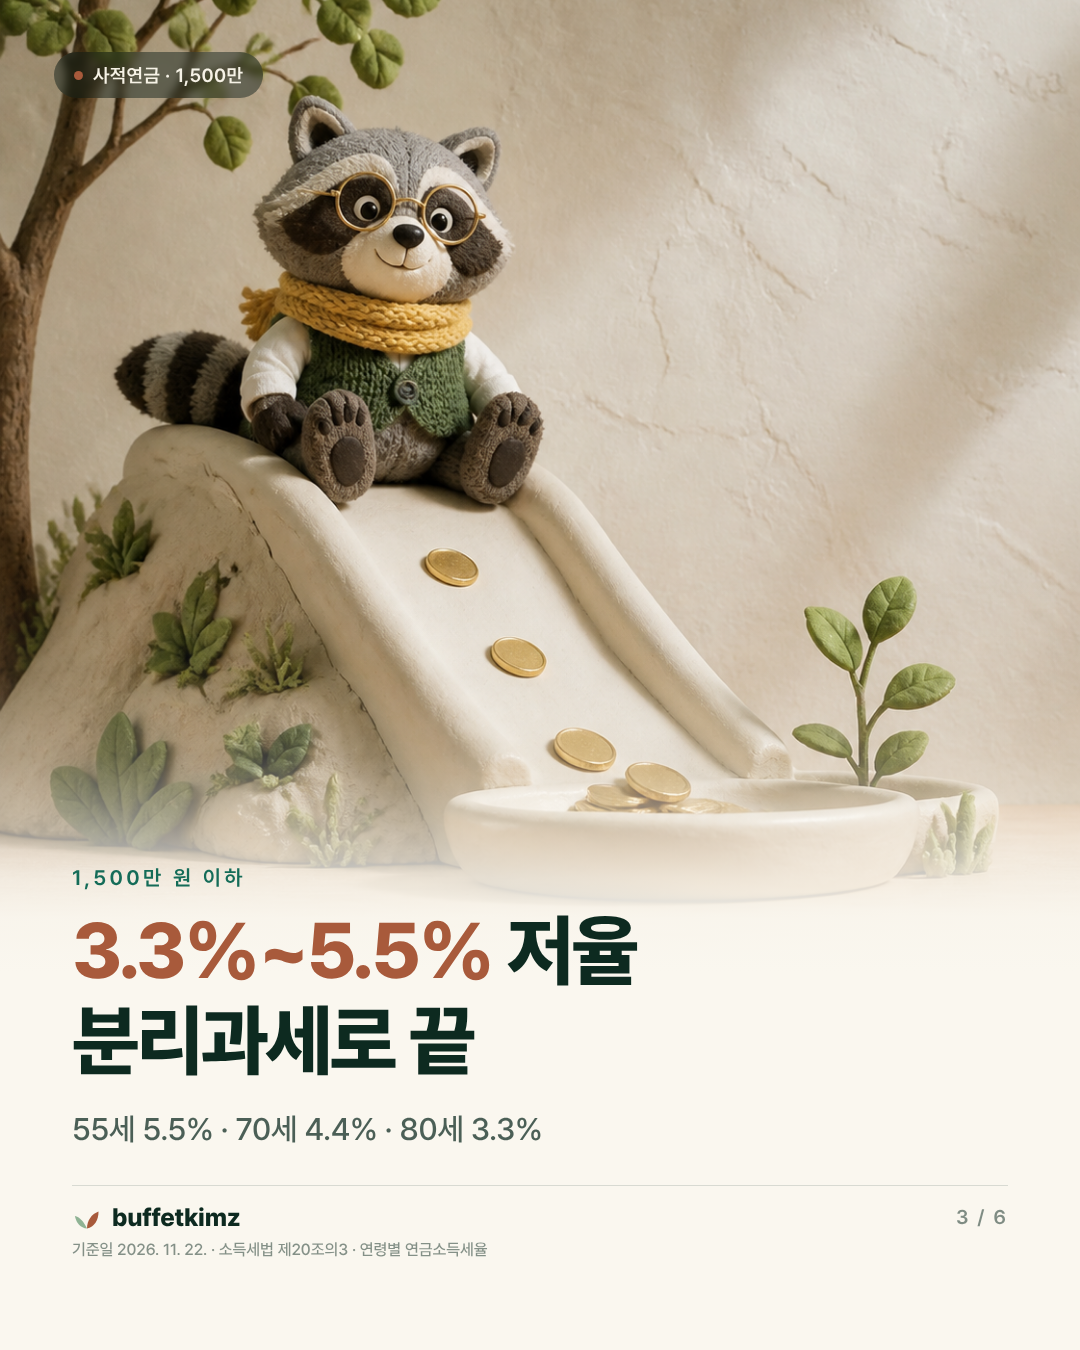 사적연금 · 1,500만
1,500만 원 이하
3.3%~5.5% 저율
분리과세로 끝
55세 5.5% · 70세 4.4% · 80세 3.3%
buffetkimz
3 / 6
기준일 2026. 11. 22. · 소득세법 제20조의3 · 연령별 연금소득세율